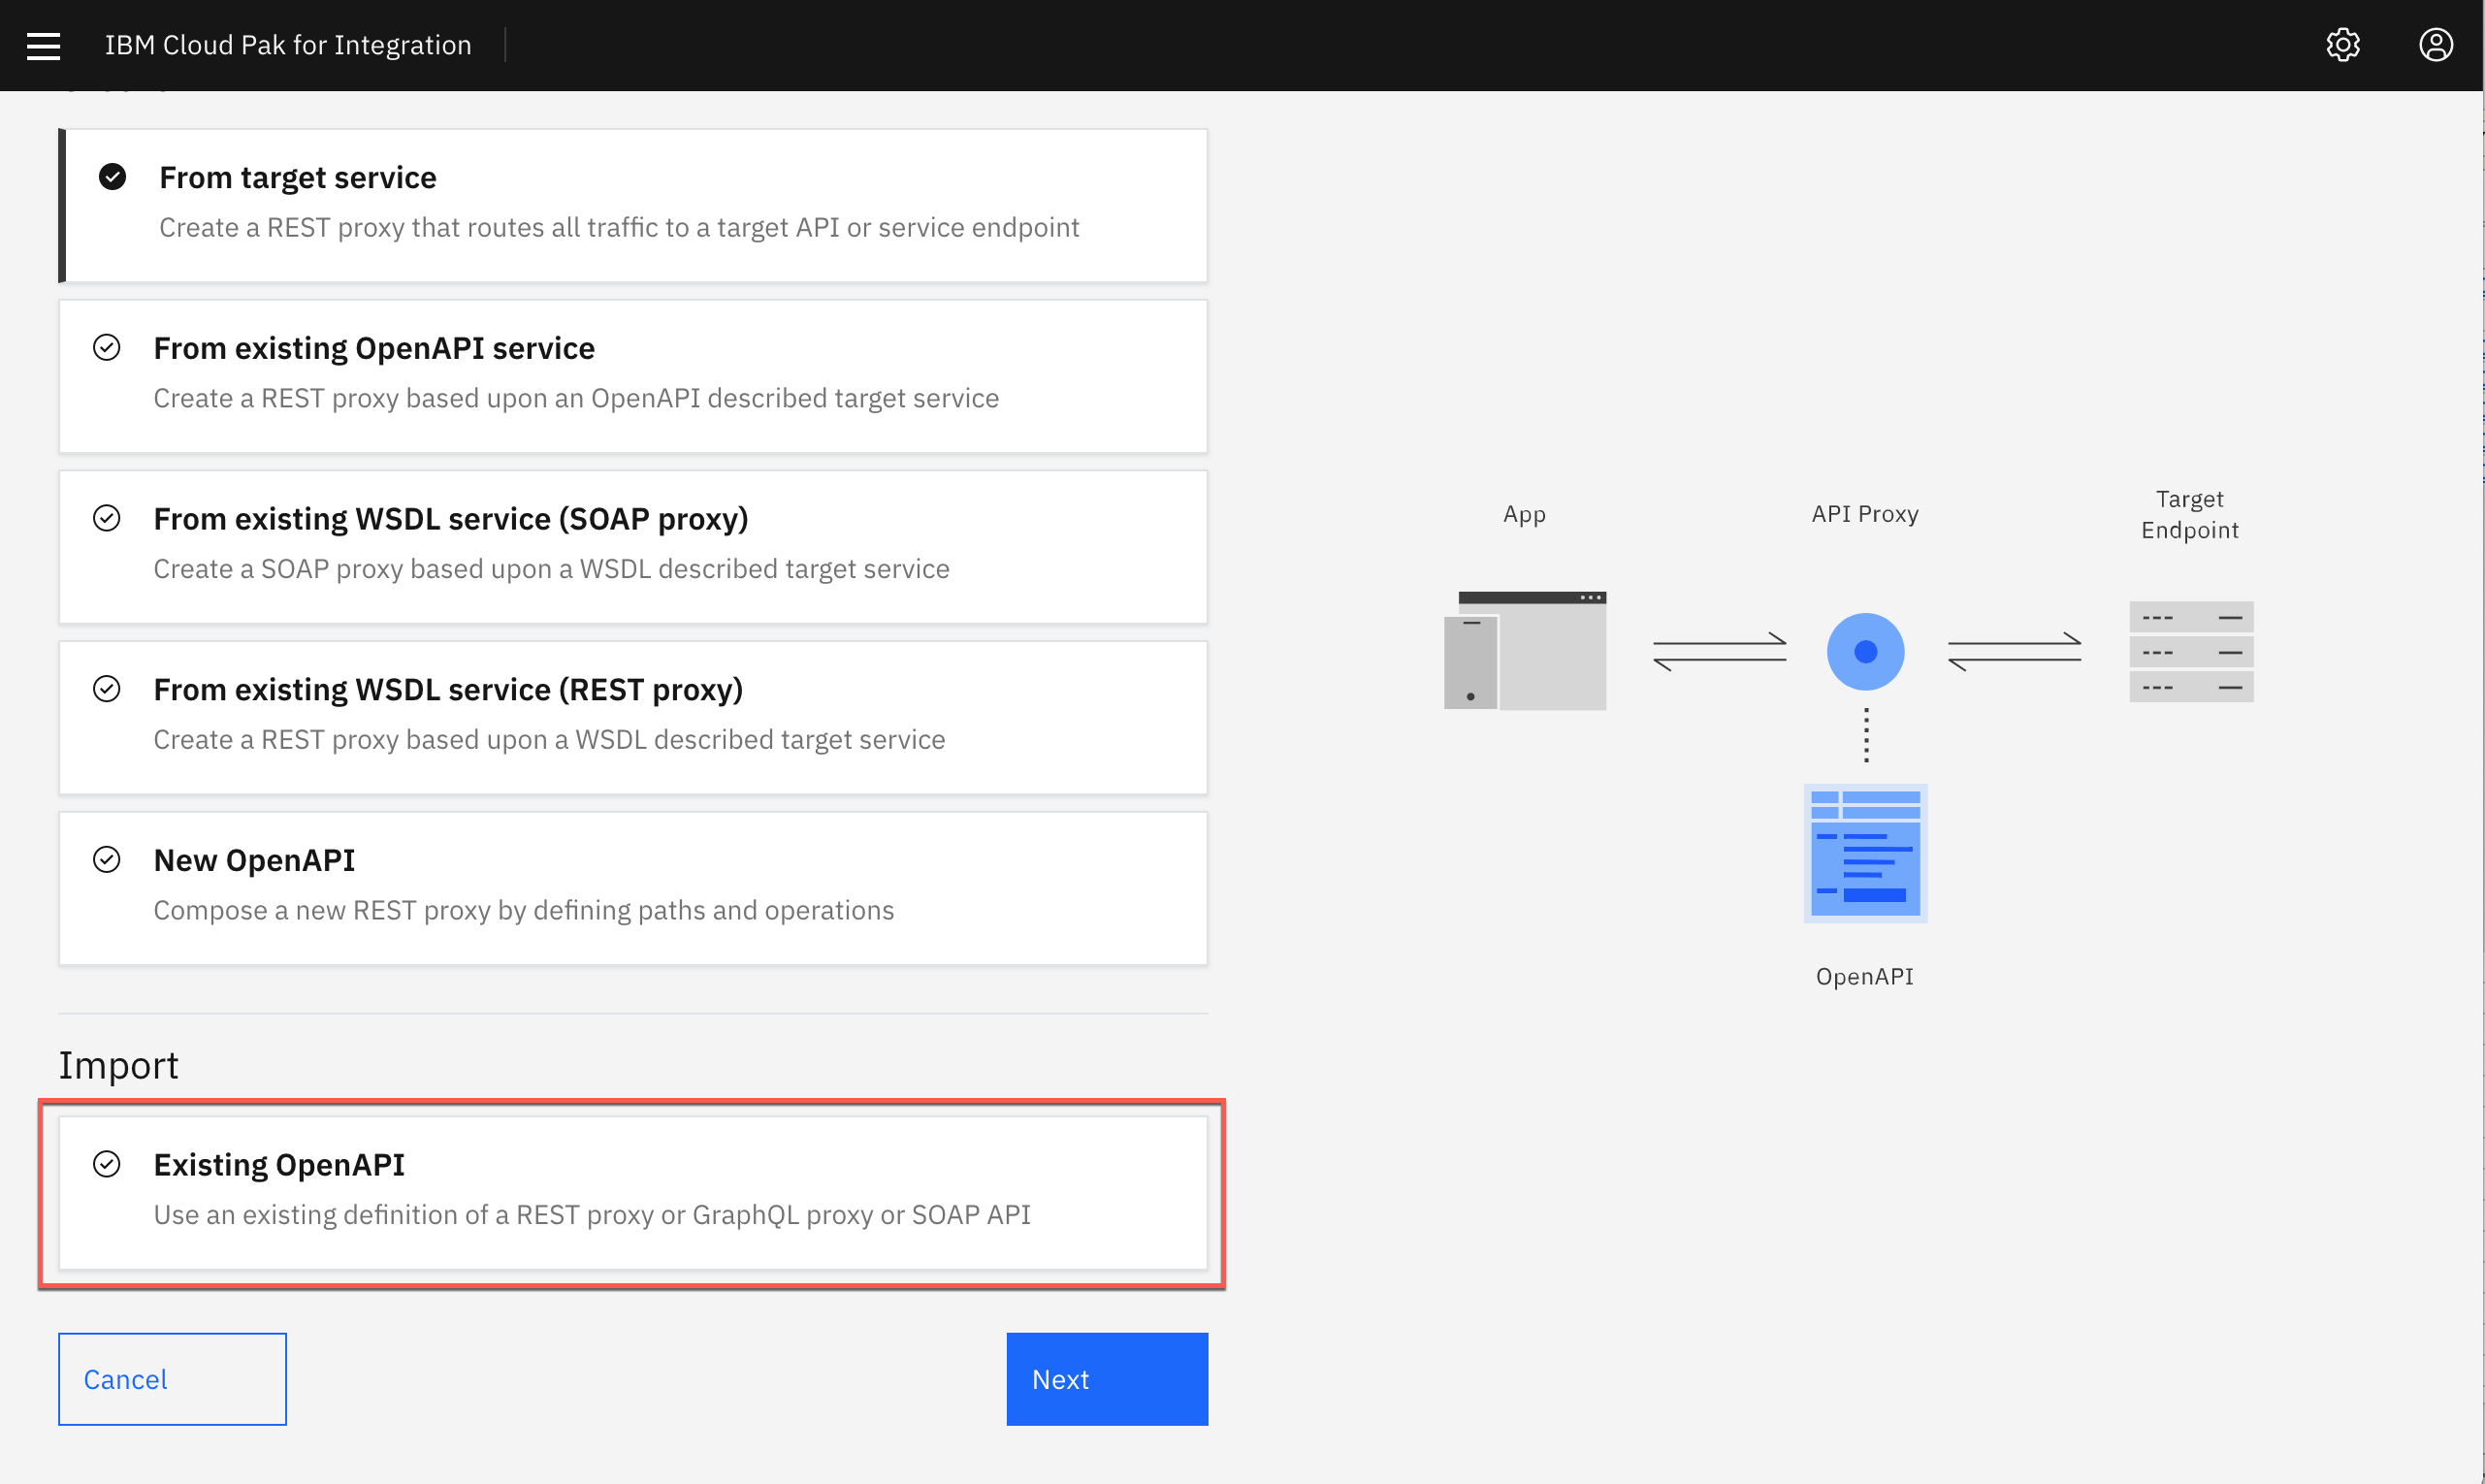 IBM Cloud Pak for Integration
From target service
Create a REST proxy that routes all traffic to a target API or service endpoint
From existing OpenAPI service
Create a REST proxy based upon an OpenAPI described target service
From existing WSDL service (SOAP proxy)
Create a SOAP proxy based upon a WSDL described target service
From existing WSDL service (REST proxy)
Create a REST proxy based upon a WSDL described target service
New OpenAPI
Compose a new REST proxy by defining paths and operations
Import
Existing OpenAPI
Use an existing definition of a REST proxy or GraphQL proxy or SOAP API
Cancel
Next
App
API Proxy
Target
Endpoint
OpenAPI